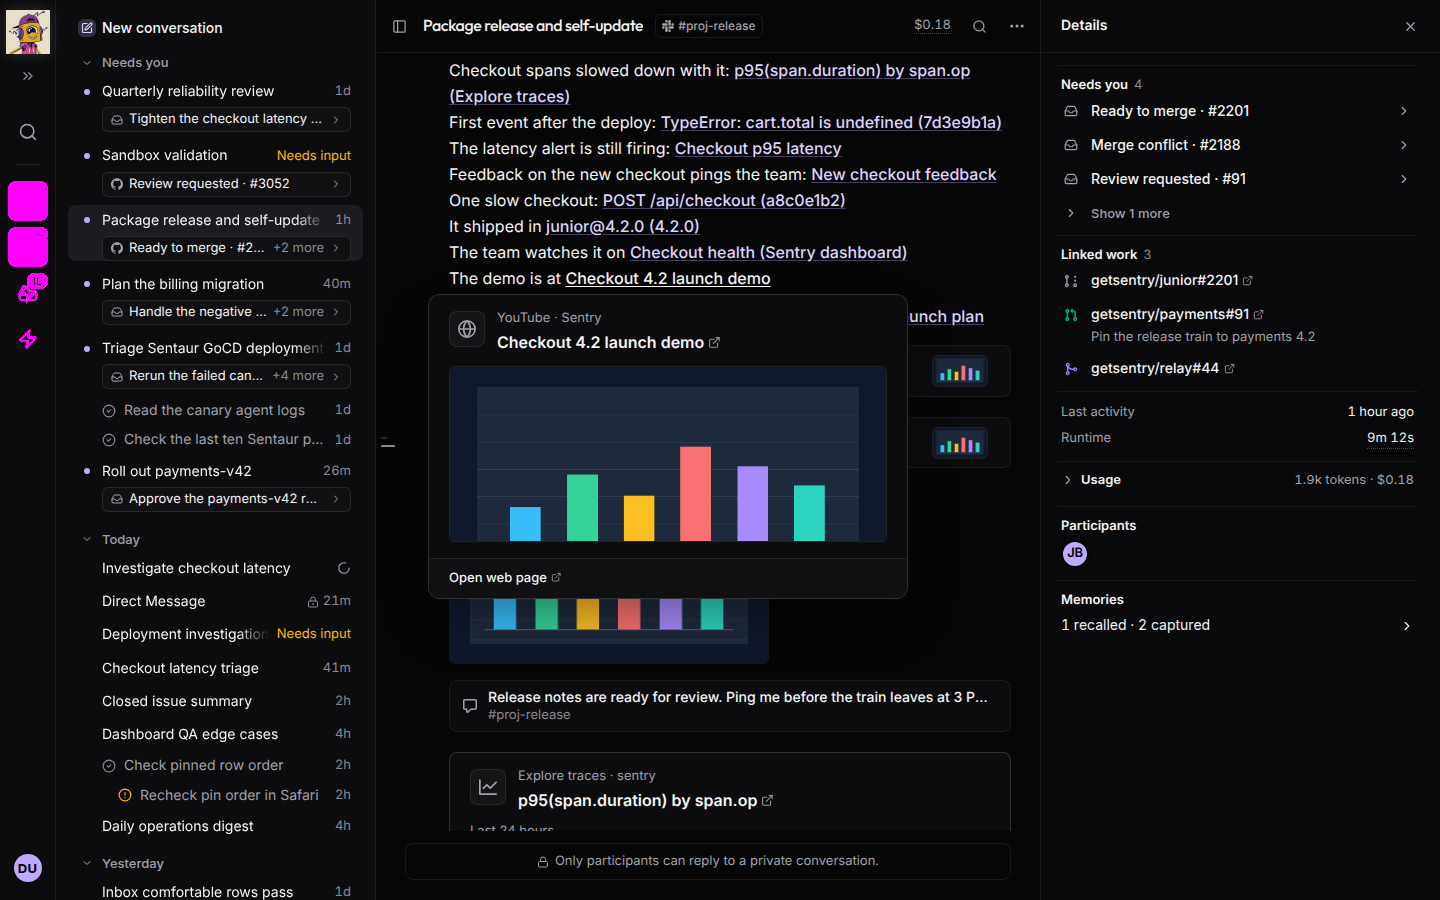 New conversation
Needs you
Quarterly reliability review 1d
Tighten the checkout latency ...
Sandbox validation Needs input
Review requested · #3052
Package release and self-update 1h
Ready to merge · #2... +2 more
Plan the billing migration 40m
Handle the negative ... +2 more
Triage Sentaur GoCD deployment 1d
Rerun the failed can... +4 more
Read the canary agent logs 1d
Check the last ten Sentaur p... 1d
Roll out payments-v42 26m
Approve the payments-v42 r...
Today
Investigate checkout latency
Direct Message 21m
Deployment investigation Needs input
Checkout latency triage 41m
Closed issue summary 2h
Dashboard QA edge cases 4h
Check pinned row order 2h
Recheck pin order in Safari 2h
Daily operations digest 4h
Yesterday
Inbox comfortable rows pass 1d
DU
Package release and self-update #proj-release $0.18
Checkout spans slowed down with it: p95(span.duration) by span.op
(Explore traces)
First event after the deploy: TypeError: cart.total is undefined (7d3e9b1a)
The latency alert is still firing: Checkout p95 latency
Feedback on the new checkout pings the team: New checkout feedback
One slow checkout: POST /api/checkout (a8c0e1b2)
It shipped in junior@4.2.0 (4.2.0)
The team watches it on Checkout health (Sentry dashboard)
The demo is at Checkout 4.2 launch demo
unch plan
YouTube · Sentry
Checkout 4.2 launch demo
Open web page
Release notes are ready for review. Ping me before the train leaves at 3 P...
#proj-release
Explore traces · sentry
p95(span.duration) by span.op
Last 24 hours
Only participants can reply to a private conversation.
Details
Needs you 4
Ready to merge · #2201
Merge conflict · #2188
Review requested · #91
Show 1 more
Linked work 3
getsentry/junior#2201
getsentry/payments#91
Pin the release train to payments 4.2
getsentry/relay#44
Last activity 1 hour ago
Runtime 9m 12s
Usage 1.9k tokens · $0.18
Participants
JB
Memories
1 recalled · 2 captured